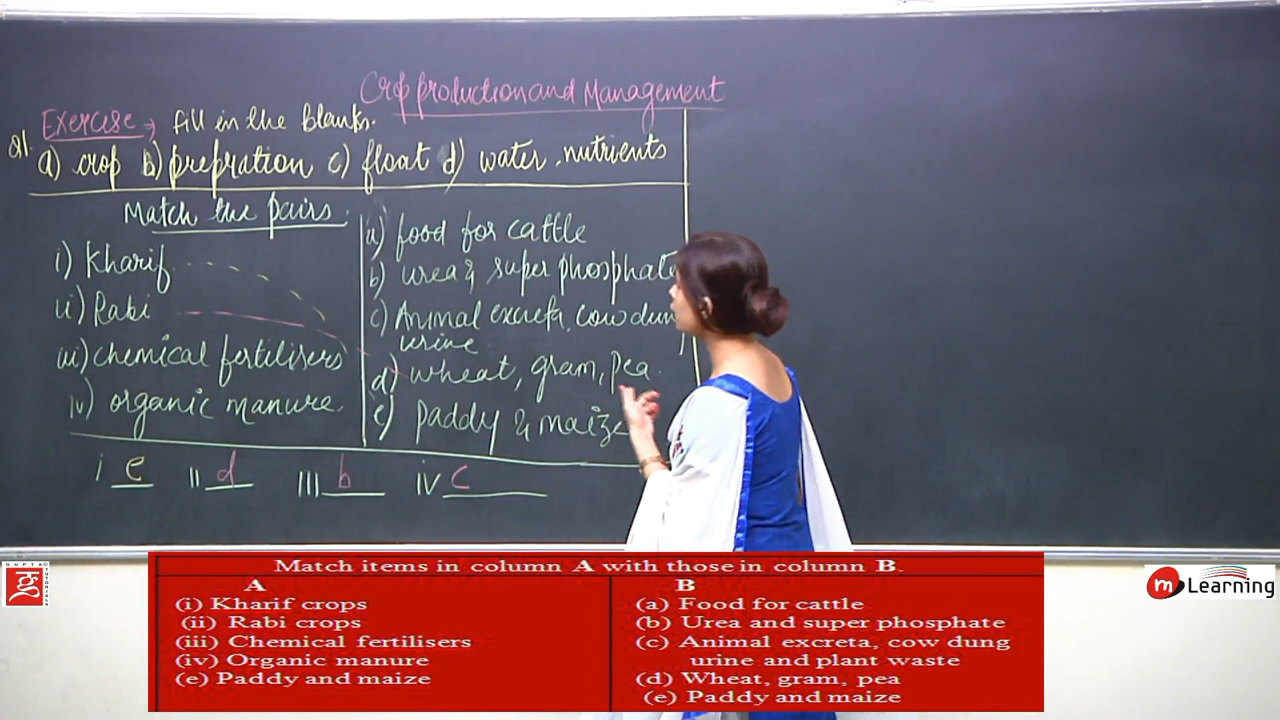 Crop production and Management
Exercise → fill in the blanks.
Q1.
a) crop b) prepration c) float d) water, nutrients
Match the pairs.
i) Kharif
ii) Rabi
iii) chemical fertilisers
iv) organic manure.
a) food for cattle
b) urea & super phosphate
c) Animal excreta, cow dun
urine
d) wheat, gram, pea.
e) paddy & maize
i e ii d iii b iv c
Match items in column A with those in column B.
A
(i) Kharif crops
(ii) Rabi crops
(iii) Chemical fertilisers
(iv) Organic manure
(e) Paddy and maize
B
(a) Food for cattle
(b) Urea and super phosphate
(c) Animal excreta, cow dung
urine and plant waste
(d) Wheat, gram, pea
(e) Paddy and maize
GUPTA
TUTORIALS
m Learning